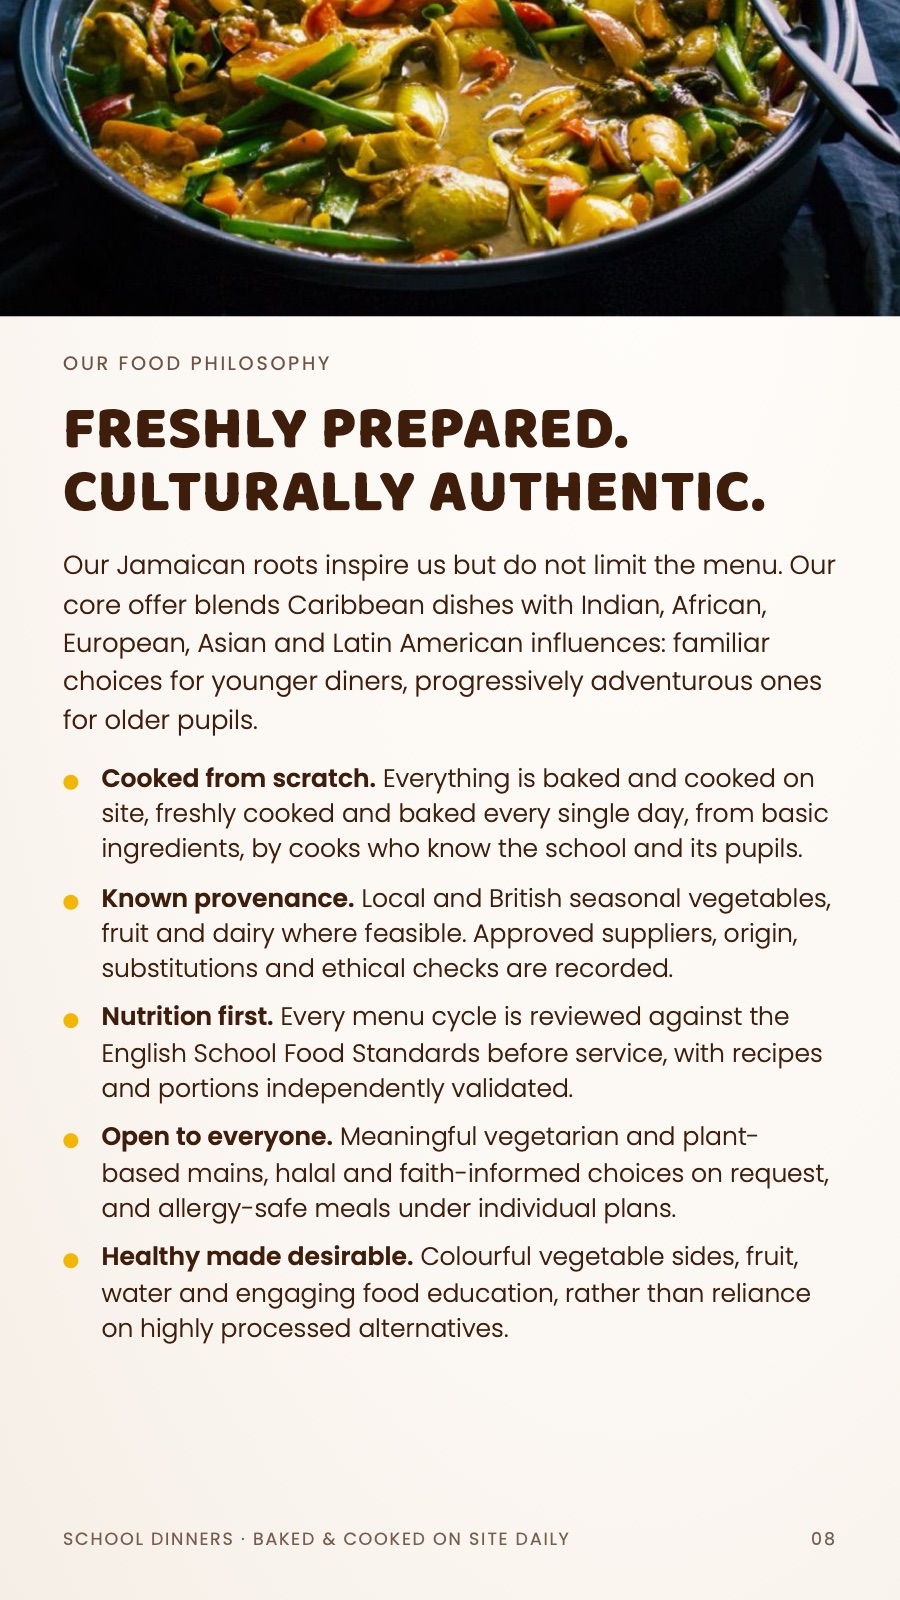 OUR FOOD PHILOSOPHY
FRESHLY PREPARED.
CULTURALLY AUTHENTIC.
Our Jamaican roots inspire us but do not limit the menu. Our
core offer blends Caribbean dishes with Indian, African,
European, Asian and Latin American influences: familiar
choices for younger diners, progressively adventurous ones
for older pupils.
Cooked from scratch. Everything is baked and cooked on
site, freshly cooked and baked every single day, from basic
ingredients, by cooks who know the school and its pupils.
Known provenance. Local and British seasonal vegetables,
fruit and dairy where feasible. Approved suppliers, origin,
substitutions and ethical checks are recorded.
Nutrition first. Every menu cycle is reviewed against the
English School Food Standards before service, with recipes
and portions independently validated.
Open to everyone. Meaningful vegetarian and plant-
based mains, halal and faith-informed choices on request,
and allergy-safe meals under individual plans.
Healthy made desirable. Colourful vegetable sides, fruit,
water and engaging food education, rather than reliance
on highly processed alternatives.
SCHOOL DINNERS · BAKED & COOKED ON SITE DAILY 08